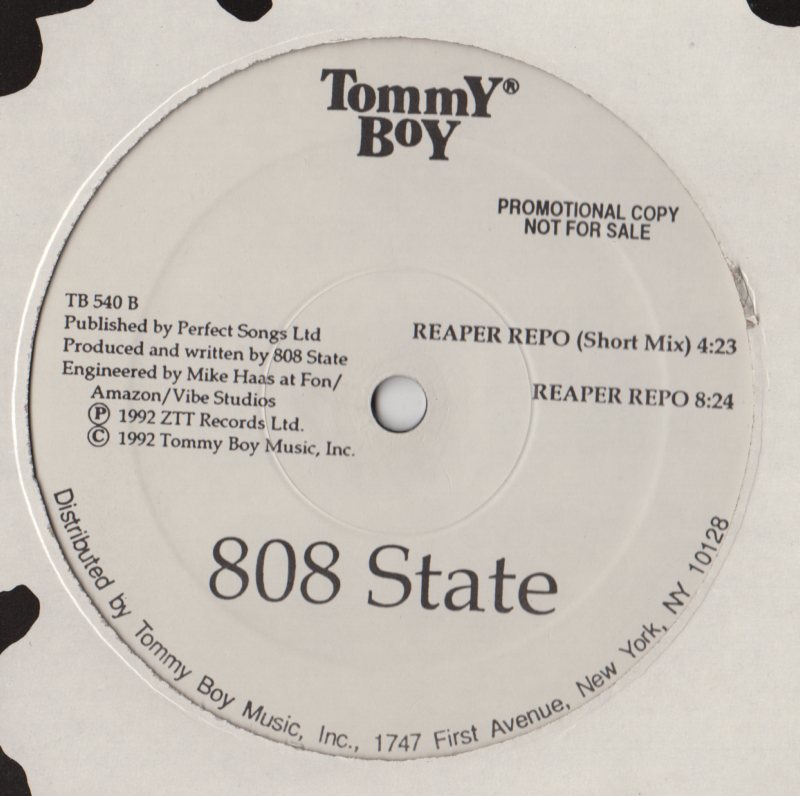 TommY®
BoY
PROMOTIONAL COPY
NOT FOR SALE
TB 540 B
Published by Perfect Songs Ltd
Produced and written by 808 State
Engineered by Mike Haas at Fon/
Amazon/Vibe Studios
Ⓟ 1992 ZTT Records Ltd.
© 1992 Tommy Boy Music, Inc.
REAPER REPO (Short Mix) 4:23
REAPER REPO 8:24
808 State
Distributed by Tommy Boy Music, Inc., 1747 First Avenue, New York, NY 10128